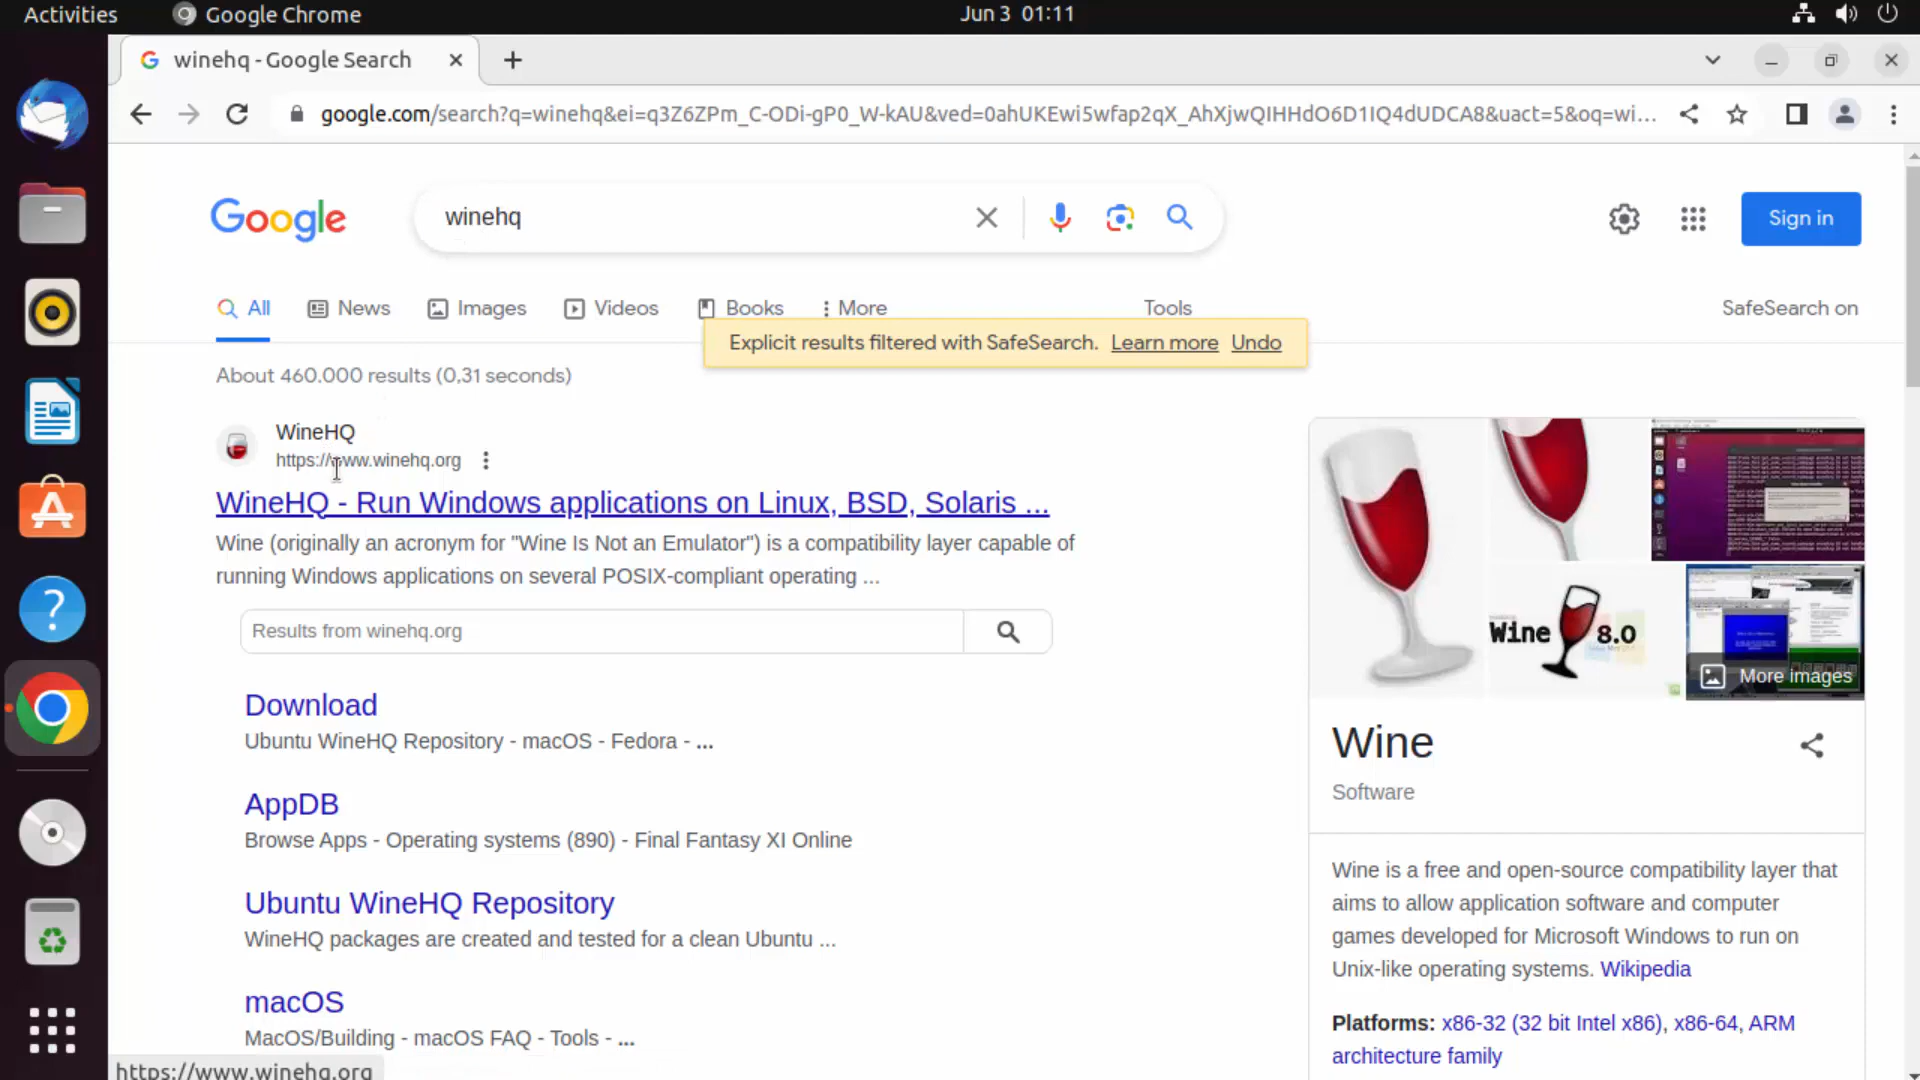 Activities
Google Chrome
Jun 3 01:11
winehq - Google Search
google.com/search?q=winehq&ei=q3Z6ZPm_C-ODi-gP0_W-kAU&ved=0ahUKEwi5wfap2qX_AhXjwQIHHdO6D1IQ4dUDCA8&uact=5&oq=wi...
Google
winehq
Sign in
All
News
Images
Videos
Books
More
Tools
SafeSearch on
Explicit results filtered with SafeSearch. Learn more Undo
About 460.000 results (0,31 seconds)
WineHQ
https://www.winehq.org
WineHQ - Run Windows applications on Linux, BSD, Solaris ...
Wine (originally an acronym for "Wine Is Not an Emulator") is a compatibility layer capable of
running Windows applications on several POSIX-compliant operating ...
Results from winehq.org
Download
Ubuntu WineHQ Repository - macOS - Fedora - ...
AppDB
Browse Apps - Operating systems (890) - Final Fantasy XI Online
Ubuntu WineHQ Repository
WineHQ packages are created and tested for a clean Ubuntu ...
macOS
MacOS/Building - macOS FAQ - Tools - ...
https://www.winehq.org
Wine 8.0
More images
Wine
Software
Wine is a free and open-source compatibility layer that
aims to allow application software and computer
games developed for Microsoft Windows to run on
Unix-like operating systems. Wikipedia
Platforms: x86-32 (32 bit Intel x86), x86-64, ARM
architecture family